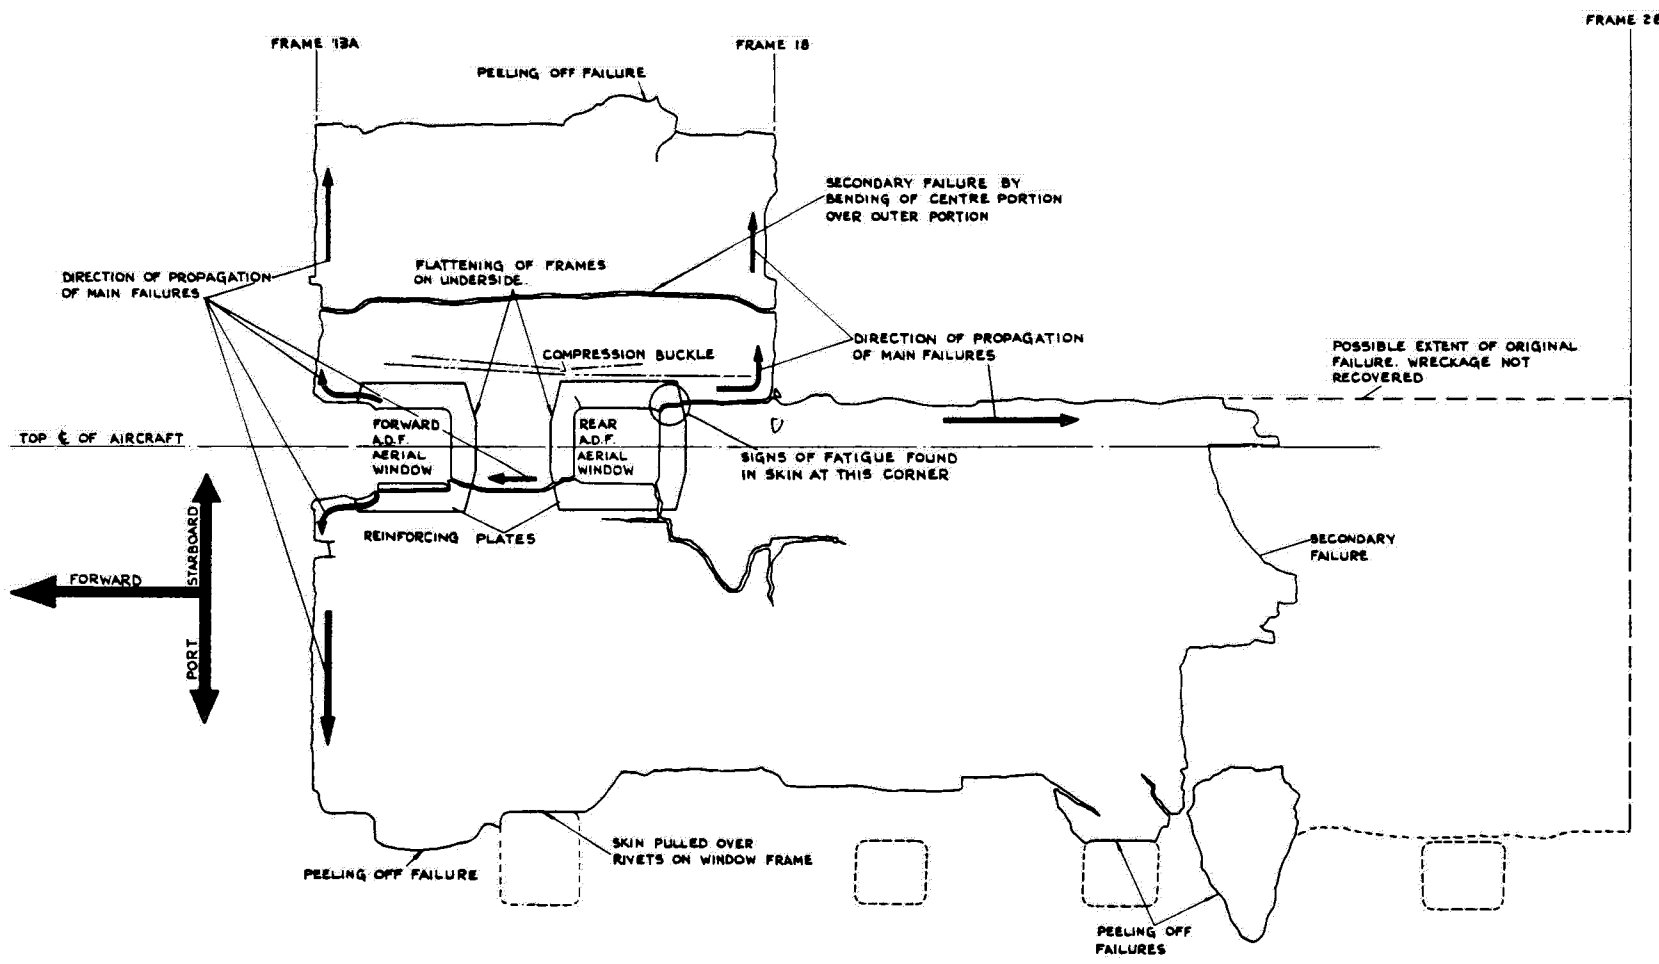 FRAME 13A
FRAME 18
FRAME 26
PEELING OFF FAILURE
SECONDARY FAILURE BY
BENDING OF CENTRE PORTION
OVER OUTER PORTION
DIRECTION OF PROPAGATION
OF MAIN FAILURES
FLATTENING OF FRAMES
ON UNDERSIDE.
COMPRESSION BUCKLE
DIRECTION OF PROPAGATION
OF MAIN FAILURES
POSSIBLE EXTENT OF ORIGINAL
FAILURE. WRECKAGE NOT
RECOVERED
TOP ℄ OF AIRCRAFT
FORWARD
A.D.F.
AERIAL
WINDOW
REAR
A.D.F.
AERIAL
WINDOW
SIGNS OF FATIGUE FOUND
IN SKIN AT THIS CORNER
REINFORCING PLATES
STARBOARD
FORWARD
PORT
SECONDARY
FAILURE
SKIN PULLED OVER
RIVETS ON WINDOW FRAME
PEELING OFF FAILURE
PEELING OFF
FAILURES